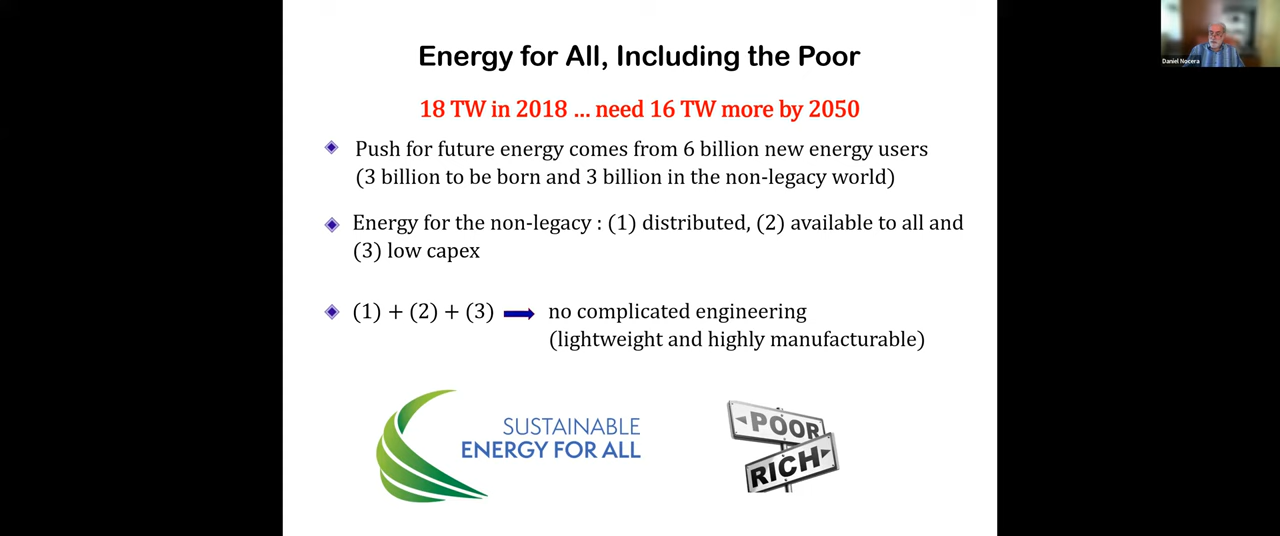 Energy for All, Including the Poor
Daniel Nocera
18 TW in 2018 ... need 16 TW more by 2050
Push for future energy comes from 6 billion new energy users
(3 billion to be born and 3 billion in the non-legacy world)
Energy for the non-legacy : (1) distributed, (2) available to all and
(3) low capex
(1) + (2) + (3) no complicated engineering
(lightweight and highly manufacturable)
SUSTAINABLE
ENERGY FOR ALL
POOR
RICH